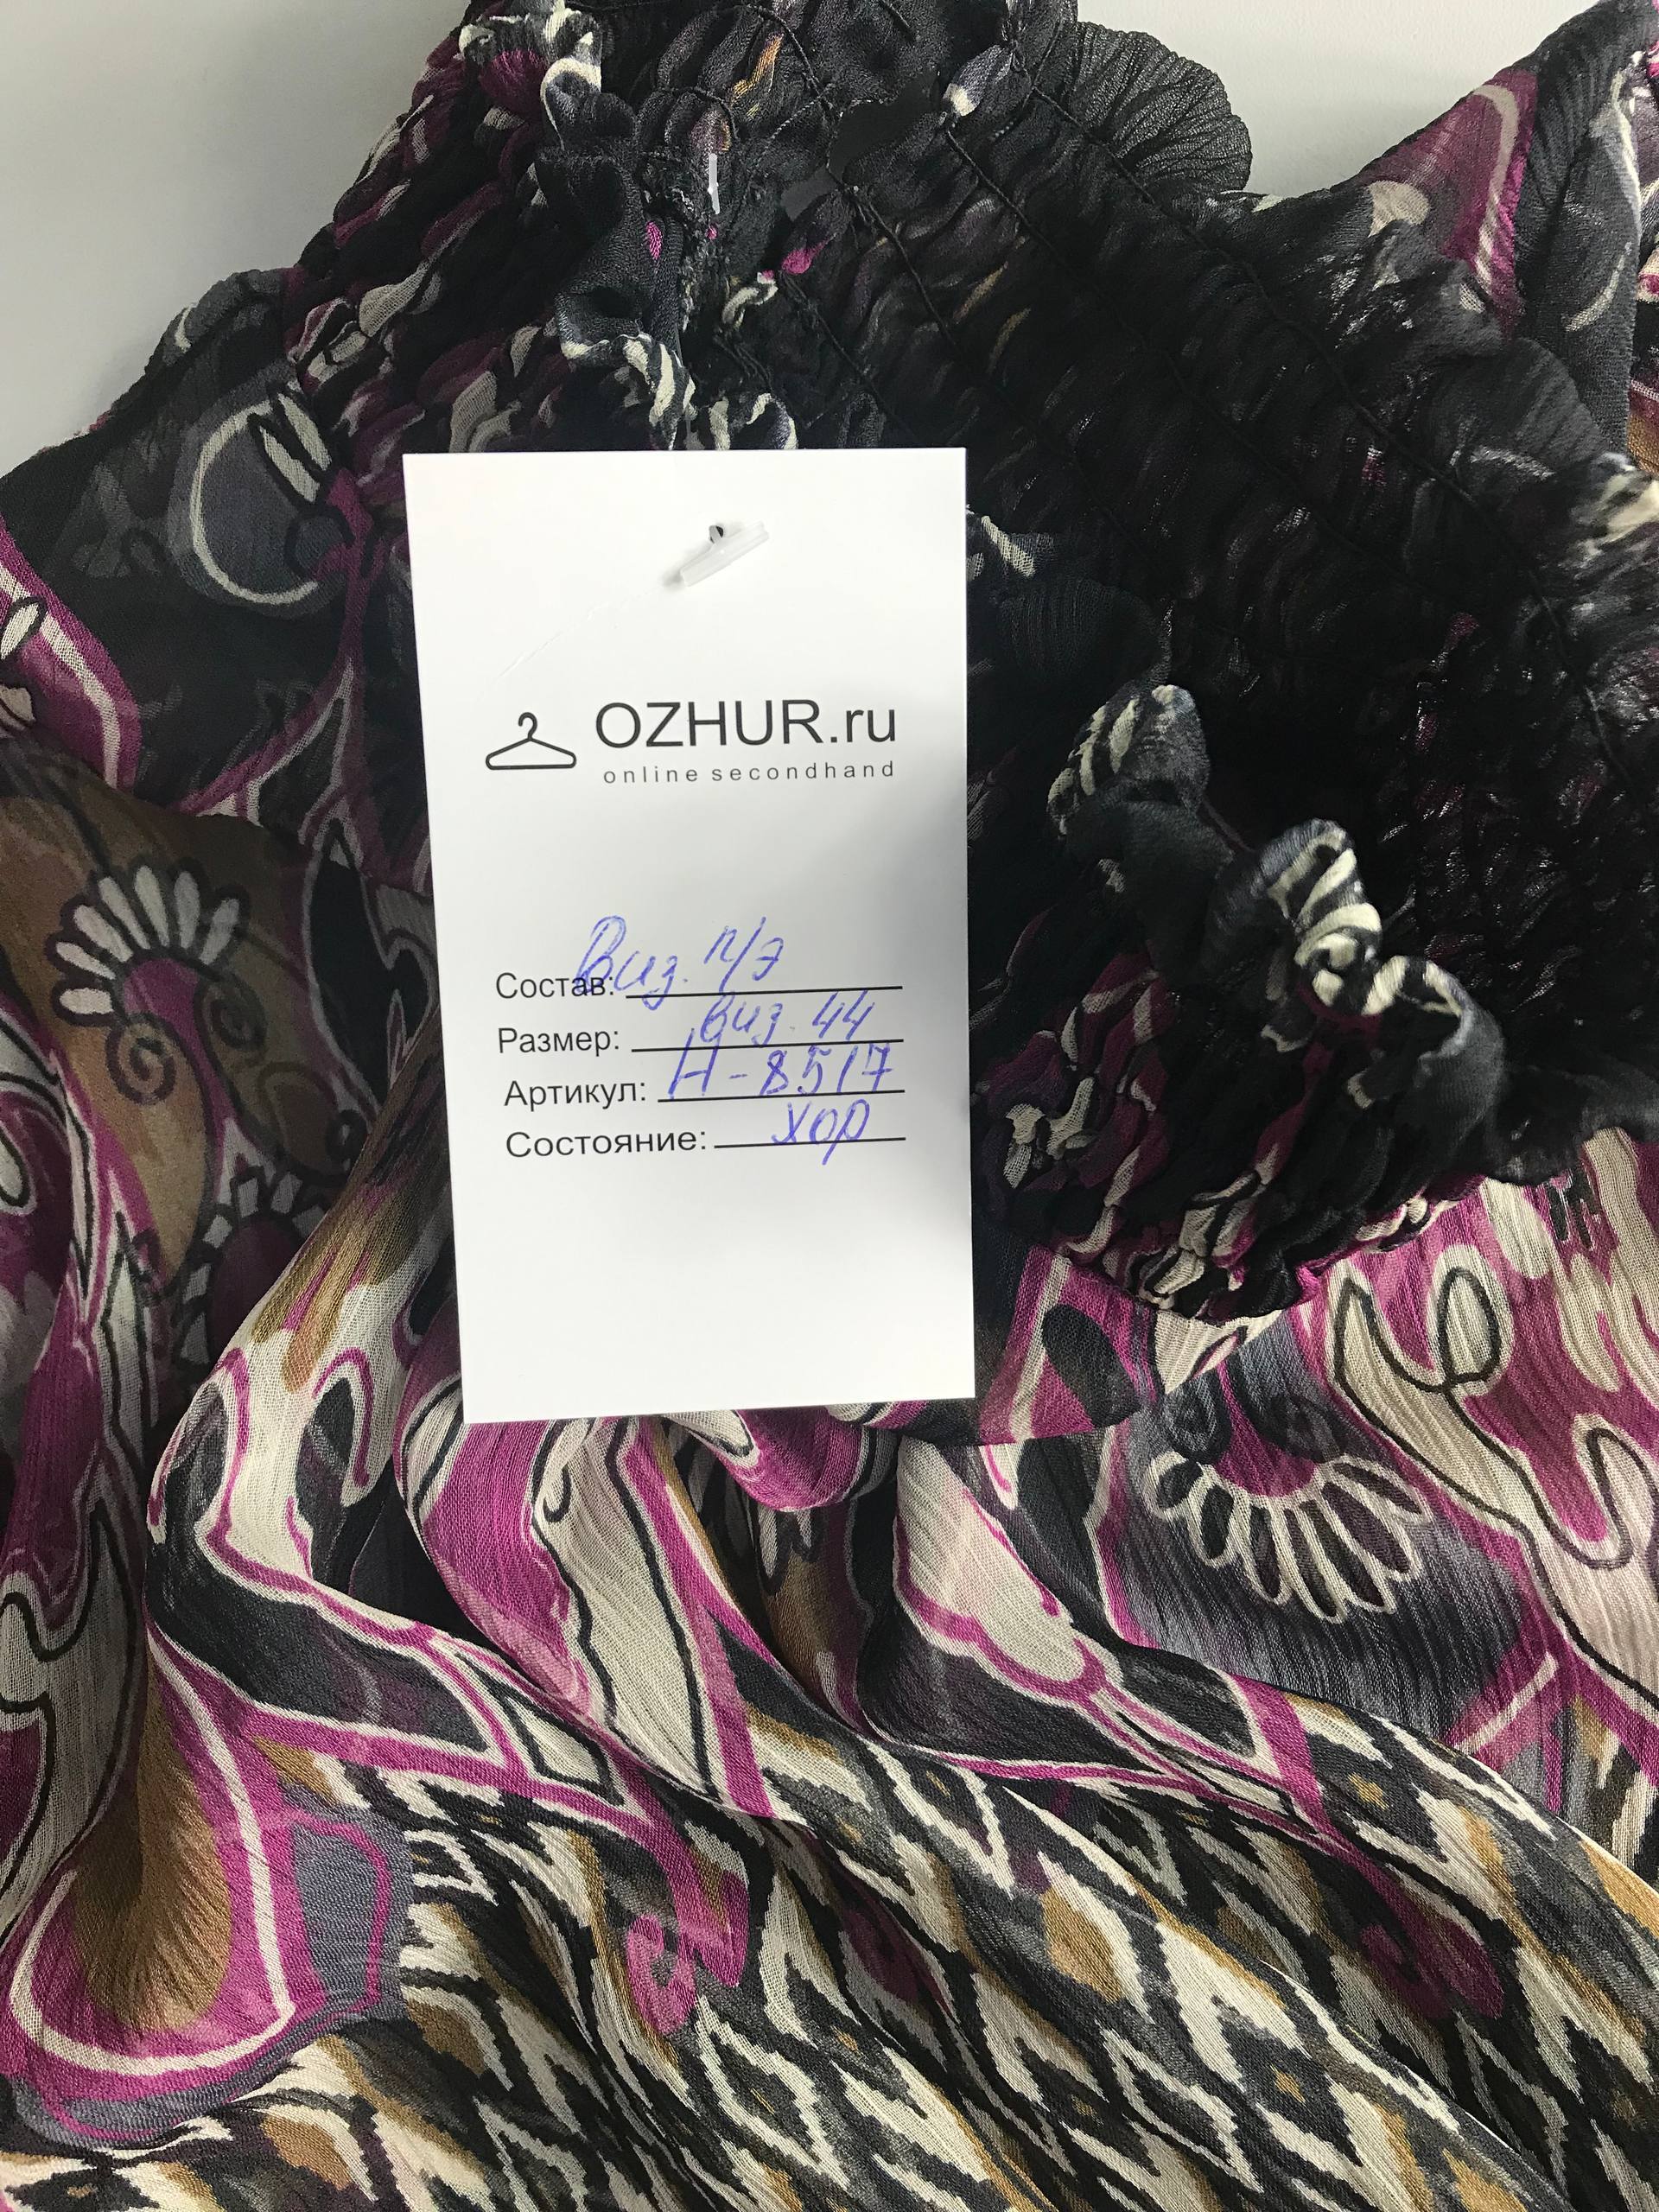 OZHUR.ru
online secondhand
Состав: Виз. п/э
Размер: виз. 44
Артикул: Н-8517
Состояние: хор